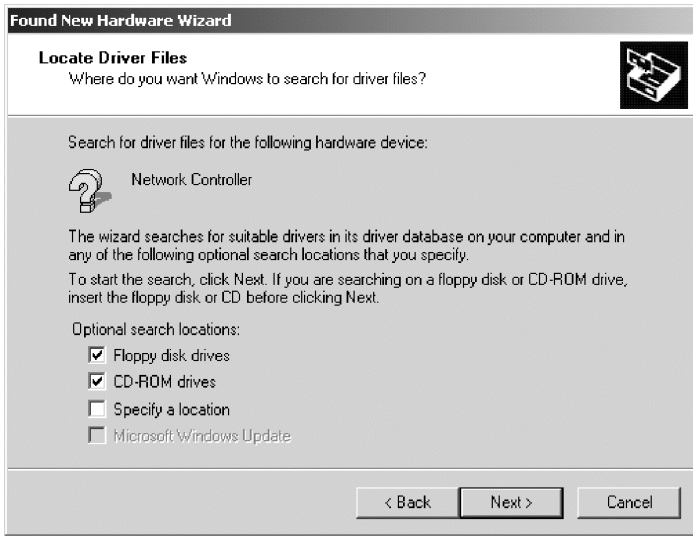 Found New Hardware Wizard
Locate Driver Files
Where do you want Windows to search for driver files?
Search for driver files for the following hardware device:
Network Controller
The wizard searches for suitable drivers in its driver database on your computer and in
any of the following optional search locations that you specify.
To start the search, click Next. If you are searching on a floppy disk or CD-ROM drive,
insert the floppy disk or CD before clicking Next.
Optional search locations:
Floppy disk drives
CD-ROM drives
Specify a location
Microsoft Windows Update
< Back Next > Cancel